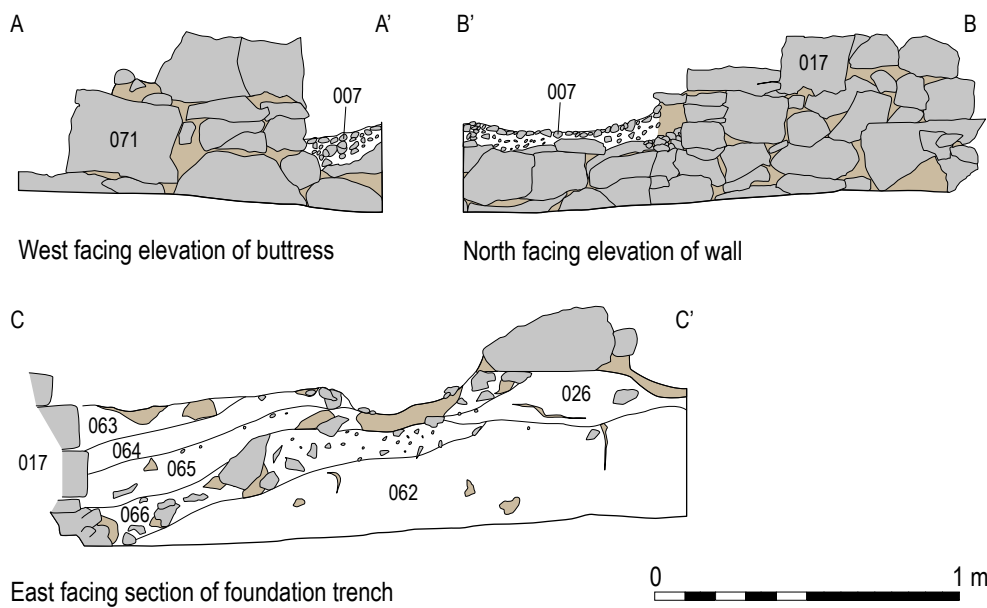 A A' B' B
017
007 007
071
West facing elevation of buttress North facing elevation of wall
C C'
026
063
064
017 065
062
066
0 1 m
East facing section of foundation trench